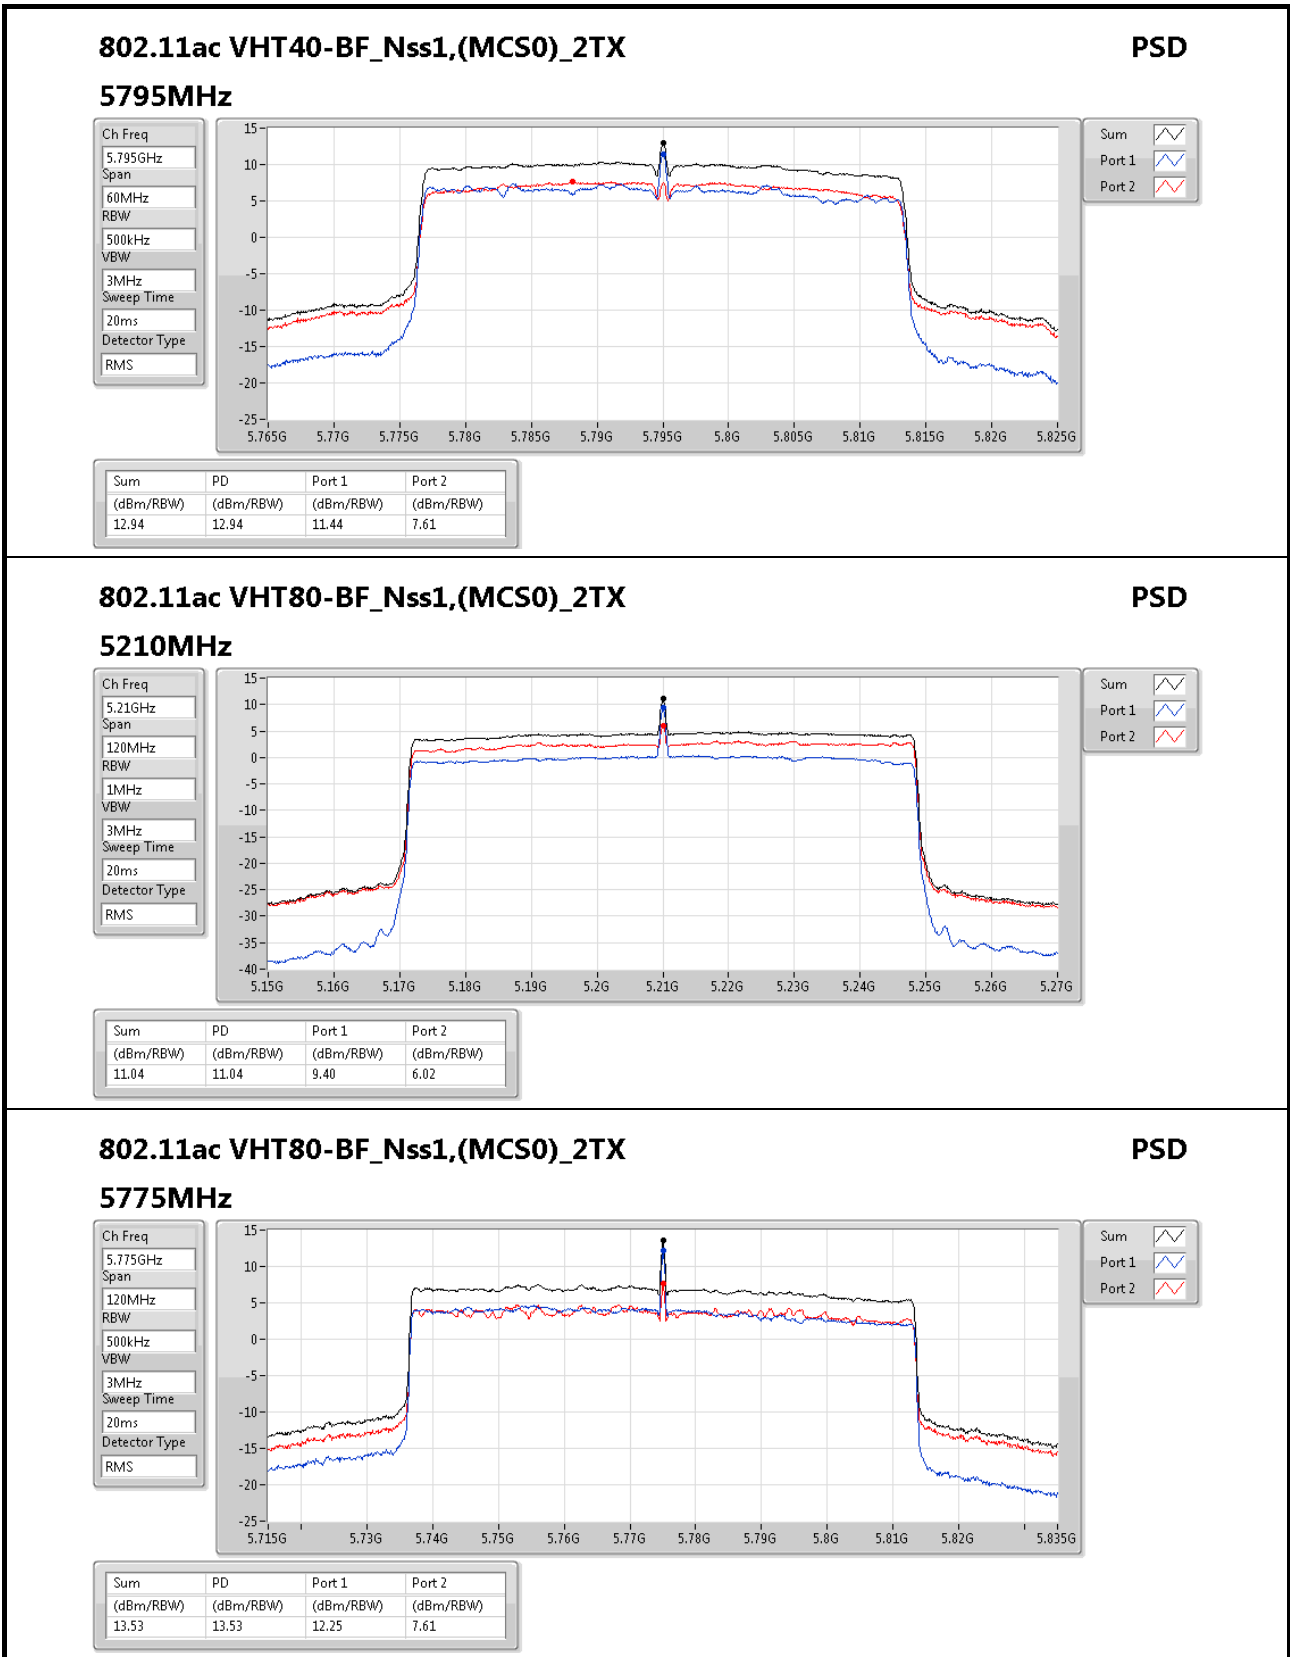 802.11ac VHT40-BF_Nss1,(MCS0)_2TX PSD
5795MHz
Ch Freq
5.795GHz
Span
60MHz
RBW
500kHz
VBW
3MHz
Sweep Time
20ms
Detector Type
RMS
15
10
5
0
-5
-10
-15
-20
-25
5.765G 5.77G 5.775G 5.78G 5.785G 5.79G 5.795G 5.8G 5.805G 5.81G 5.815G 5.82G 5.825G
Sum
Port 1
Port 2
Sum PD Port 1 Port 2
(dBm/RBW) (dBm/RBW) (dBm/RBW) (dBm/RBW)
12.94 12.94 11.44 7.61
802.11ac VHT80-BF_Nss1,(MCS0)_2TX PSD
5210MHz
Ch Freq
5.21GHz
Span
120MHz
RBW
1MHz
VBW
3MHz
Sweep Time
20ms
Detector Type
RMS
15
10
5
0
-5
-10
-15
-20
-25
-30
-35
-40
5.15G 5.16G 5.17G 5.18G 5.19G 5.2G 5.21G 5.22G 5.23G 5.24G 5.25G 5.26G 5.27G
Sum
Port 1
Port 2
Sum PD Port 1 Port 2
(dBm/RBW) (dBm/RBW) (dBm/RBW) (dBm/RBW)
11.04 11.04 9.40 6.02
802.11ac VHT80-BF_Nss1,(MCS0)_2TX PSD
5775MHz
Ch Freq
5.775GHz
Span
120MHz
RBW
500kHz
VBW
3MHz
Sweep Time
20ms
Detector Type
RMS
15
10
5
0
-5
-10
-15
-20
-25
5.715G 5.73G 5.74G 5.75G 5.76G 5.77G 5.78G 5.79G 5.8G 5.81G 5.82G 5.835G
Sum
Port 1
Port 2
Sum PD Port 1 Port 2
(dBm/RBW) (dBm/RBW) (dBm/RBW) (dBm/RBW)
13.53 13.53 12.25 7.61